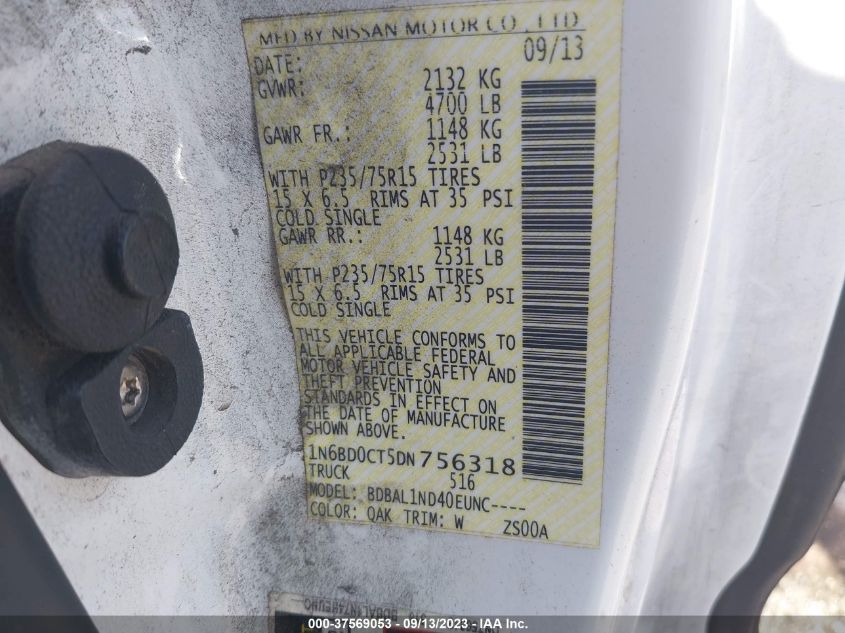 MFD BY NISSAN MOTOR CO., LTD
DATE: 09/13
GVWR: 2132 KG
4700 LB
GAWR FR.: 1148 KG
2531 LB
WITH P235/75R15 TIRES
15 X 6.5 RIMS AT 35 PSI
COLD SINGLE
GAWR RR.: 1148 KG
2531 LB
WITH P235/75R15 TIRES
15 X 6.5 RIMS AT 35 PSI
COLD SINGLE
THIS VEHICLE CONFORMS TO
ALL APPLICABLE FEDERAL
MOTOR VEHICLE SAFETY AND
THEFT PREVENTION
STANDARDS IN EFFECT ON
THE DATE OF MANUFACTURE
SHOWN ABOVE.
1N6BD0CT5DN756318
TRUCK 516
MODEL: BDBAL1ND40EUNC----
COLOR: QAK TRIM: W ZS00A
000-37569053 - 09/13/2023 - IAAI.com